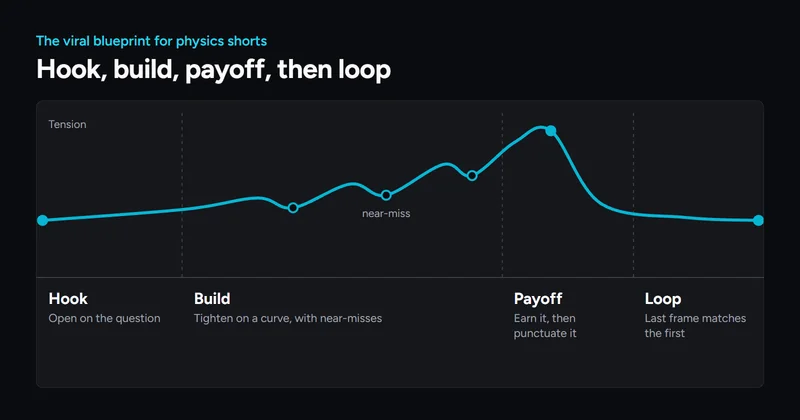 The viral blueprint for physics shorts
Hook, build, payoff, then loop
Tension
near-miss
Hook
Open on the question
Build
Tighten on a curve, with near-misses
Payoff
Earn it, then
punctuate it
Loop
Last frame matches
the first